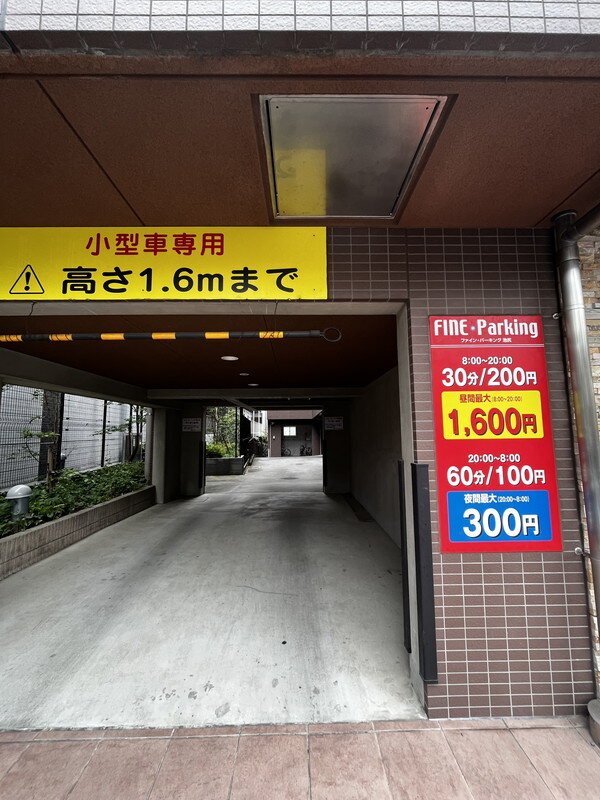 小型車専用
高さ1.6mまで
FINE・Parking
ファイン・パーキング 池尻
8:00~20:00
30分/200円
昼間最大(8:00~20:00)
1,600円
20:00~8:00
60分/100円
夜間最大(20:00~8:00)
300円